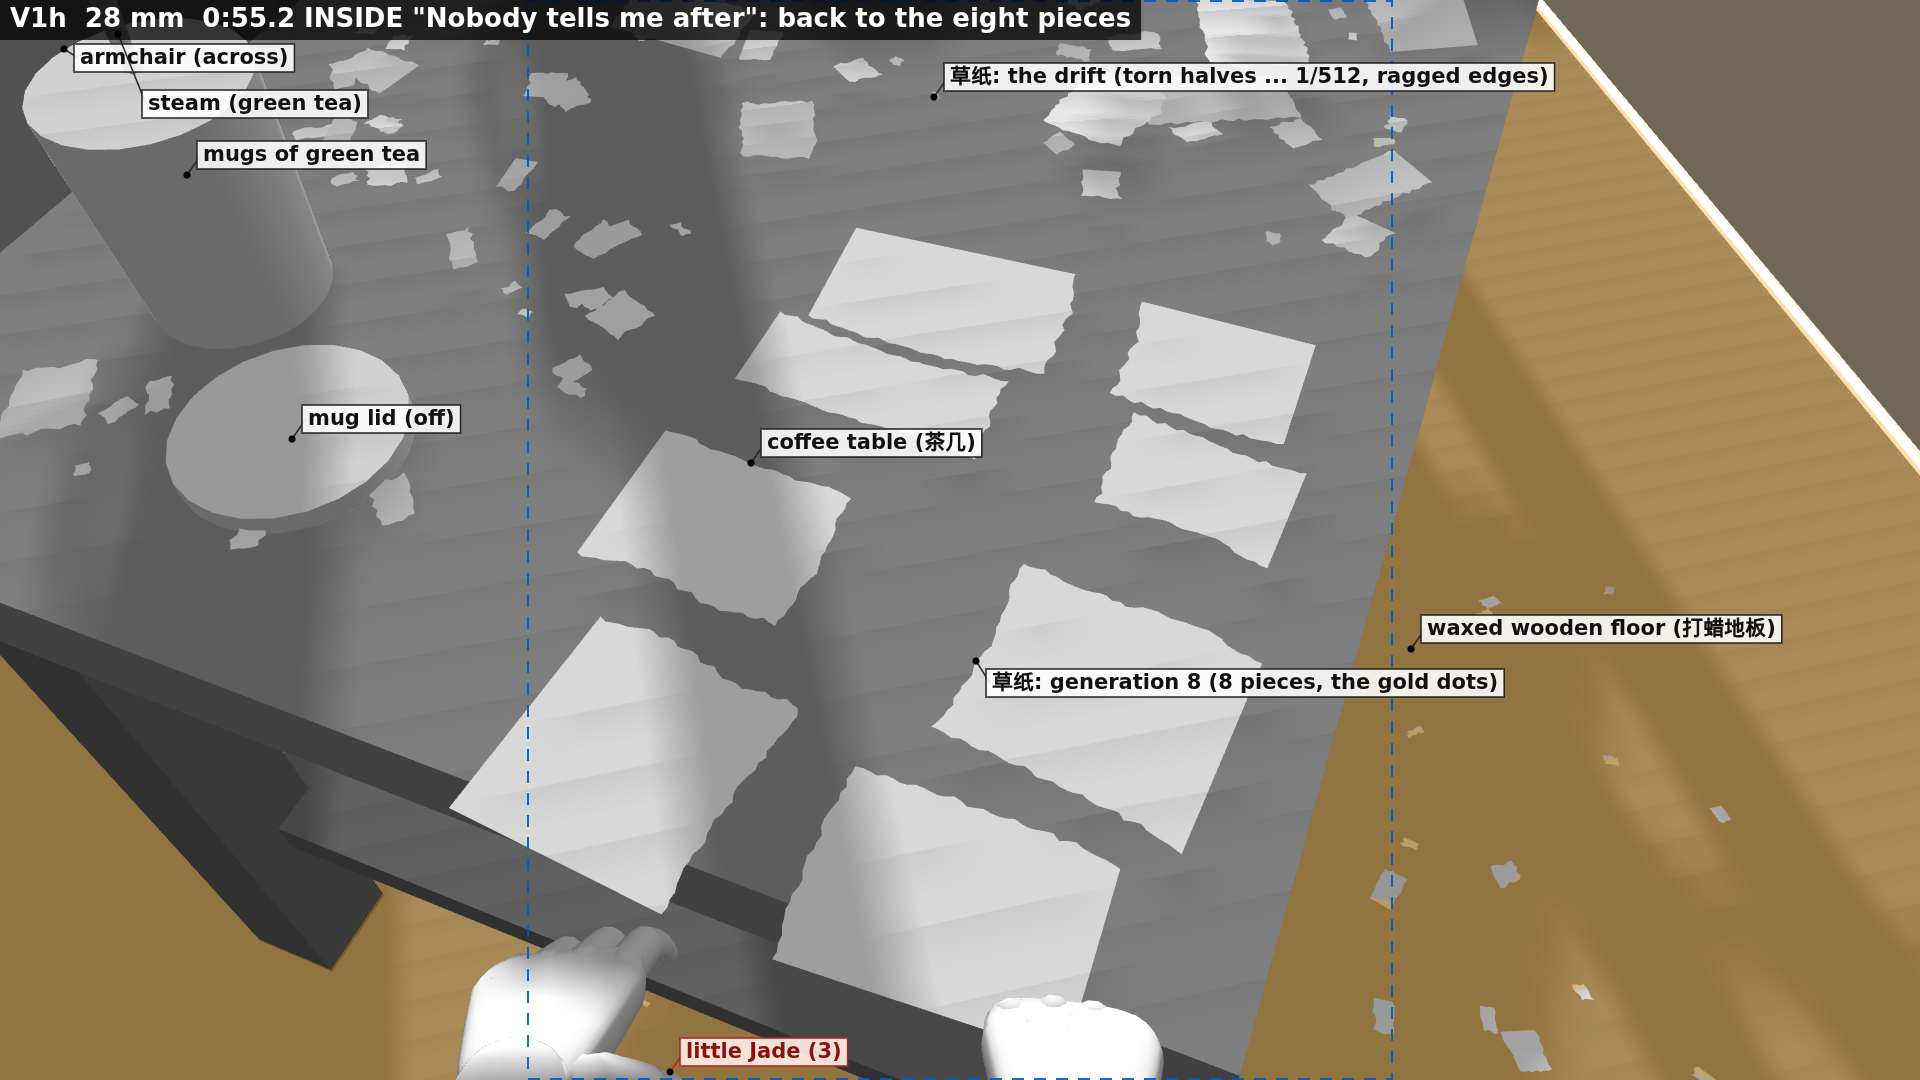 V1h 28 mm 0:55.2 INSIDE "Nobody tells me after": back to the eight pieces
armchair (across)
草纸: the drift (torn halves ... 1/512, ragged edges)
steam (green tea)
mugs of green tea
mug lid (off)
coffee table (茶几)
waxed wooden floor (打蜡地板)
草纸: generation 8 (8 pieces, the gold dots)
little Jade (3)